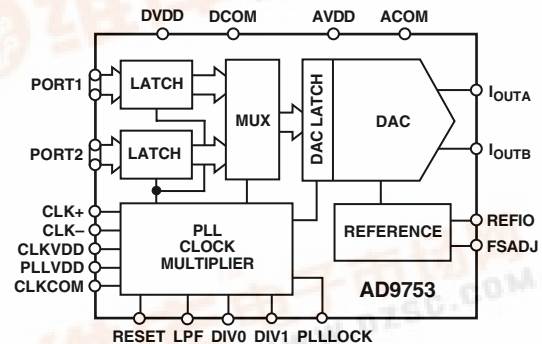 DVDD DCOM AVDD ACOM
PORT1
LATCH
PORT2
LATCH
MUX
DAC LATCH
DAC
IOUTA
IOUTB
CLK+
CLK–
CLKVDD
PLLVDD
CLKCOM
PLL
CLOCK
MULTIPLIER
REFERENCE
REFIO
FSADJ
AD9753
RESET LPF DIV0 DIV1 PLLLOCK